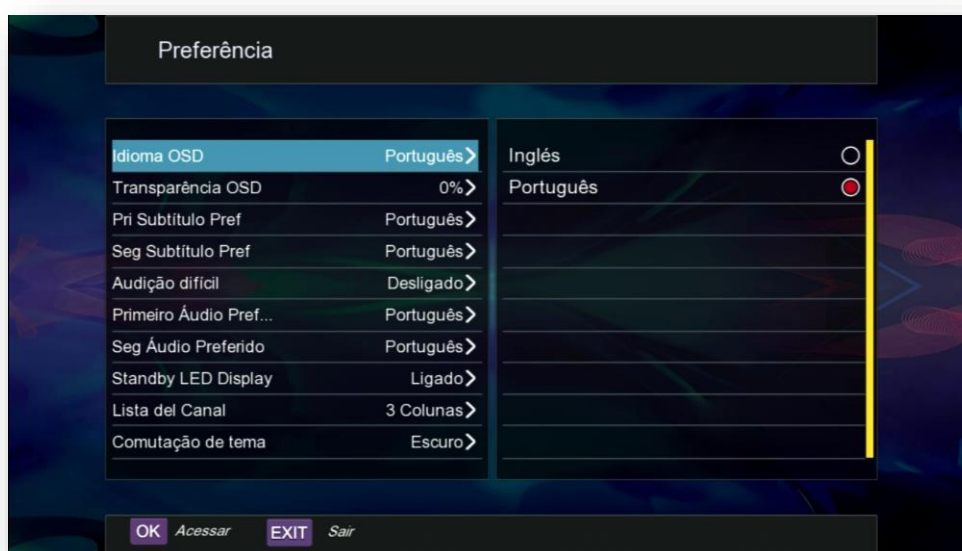 Preferência
Idioma OSD Português
Transparência OSD 0%
Pri Subtítulo Pref Português
Seg Subtítulo Pref Português
Audição difícil Desligado
Primeiro Áudio Pref... Português
Seg Áudio Preferido Português
Standby LED Display Ligado
Lista del Canal 3 Colunas
Comutação de tema Escuro
Inglés
Português
OK Acessar EXIT Sair